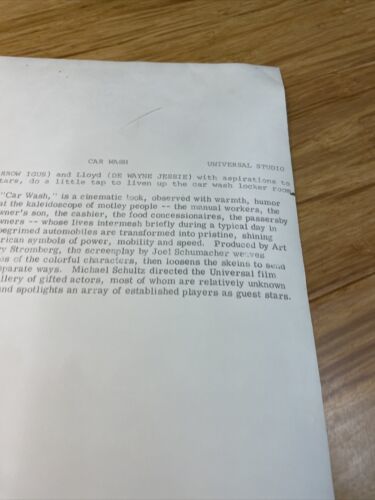 CAR WASH UNIVERSAL STUDIO
RROW IGUS) and Lloyd (DE WAYNE JESSIE) with aspirations to
tars, do a little tap to liven up the car wash locker room
"Car Wash," is a cinematic look, observed with warmth, humor
at the kaleidoscope of motley people -- the manual workers, the
wner's son, the cashier, the food concessionaires, the passersby
wners -- whose lives intermesh briefly during a typical day in
begrimed automobiles are transformed into pristine, shining
rican symbols of power, mobility and speed. Produced by Art
ry Stromberg, the screenplay by Joel Schumacher weaves
os of the colorful characters, then loosens the skeins to send
eparate ways. Michael Schultz directed the Universal film
llery of gifted actors, most of whom are relatively unknown
and spotlights an array of established players as guest stars.